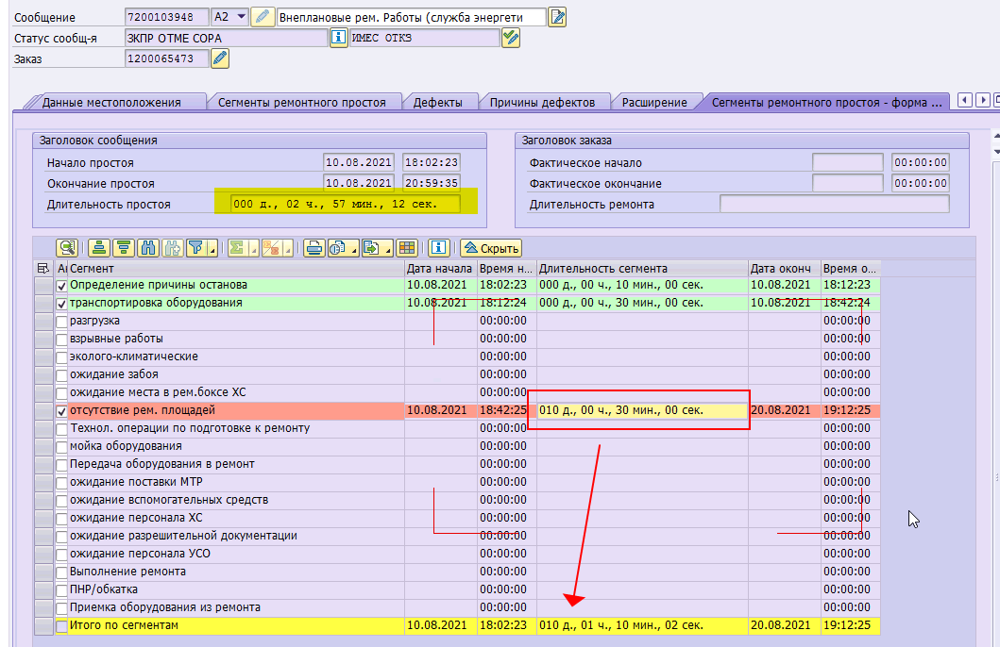 Сообщение 7200103948 A2 Внеплановые рем. Работы (служба энергети
Статус сообщ-я ЗКПР ОТМЕ СОРА ИМЕС ОТКЗ
Заказ 1200065473
Данные местоположения Сегменты ремонтного простоя Дефекты Причины дефектов Расширение Сегменты ремонтного простоя - форма ...
Заголовок сообщения Заголовок заказа
Начало простоя 10.08.2021 18:02:23 Фактическое начало 00:00:00
Окончание простоя 10.08.2021 20:59:35 Фактическое окончание 00:00:00
Длительность простоя 000 д., 02 ч., 57 мин., 12 сек. Длительность ремонта
Скрыть
Сегмент Дата начала Время н... Длительность сегмента Дата оконч Время о...
Определение причины останова 10.08.2021 18:02:23 000 д., 00 ч., 10 мин., 00 сек. 10.08.2021 18:12:23
транспортировка оборудования 10.08.2021 18:12:24 000 д., 00 ч., 30 мин., 00 сек. 10.08.2021 18:42:24
разгрузка 00:00:00 00:00:00
взрывные работы 00:00:00 00:00:00
эколого-климатические 00:00:00 00:00:00
ожидание забоя 00:00:00 00:00:00
ожидание места в рем.боксе ХС 00:00:00 00:00:00
отсутствие рем. площадей 10.08.2021 18:42:25 010 д., 00 ч., 30 мин., 00 сек. 20.08.2021 19:12:25
Технол. операции по подготовке к ремонту 00:00:00 00:00:00
мойка оборудования 00:00:00 00:00:00
Передача оборудования в ремонт 00:00:00 00:00:00
ожидание поставки МТР 00:00:00 00:00:00
ожидание вспомогательных средств 00:00:00 00:00:00
ожидание персонала ХС 00:00:00 00:00:00
ожидание разрешительной документации 00:00:00 00:00:00
ожидание персонала УСО 00:00:00 00:00:00
Выполнение ремонта 00:00:00 00:00:00
ПНР/обкатка 00:00:00 00:00:00
Приемка оборудования из ремонта 00:00:00 00:00:00
Итого по сегментам 10.08.2021 18:02:23 010 д., 01 ч., 10 мин., 02 сек. 20.08.2021 19:12:25